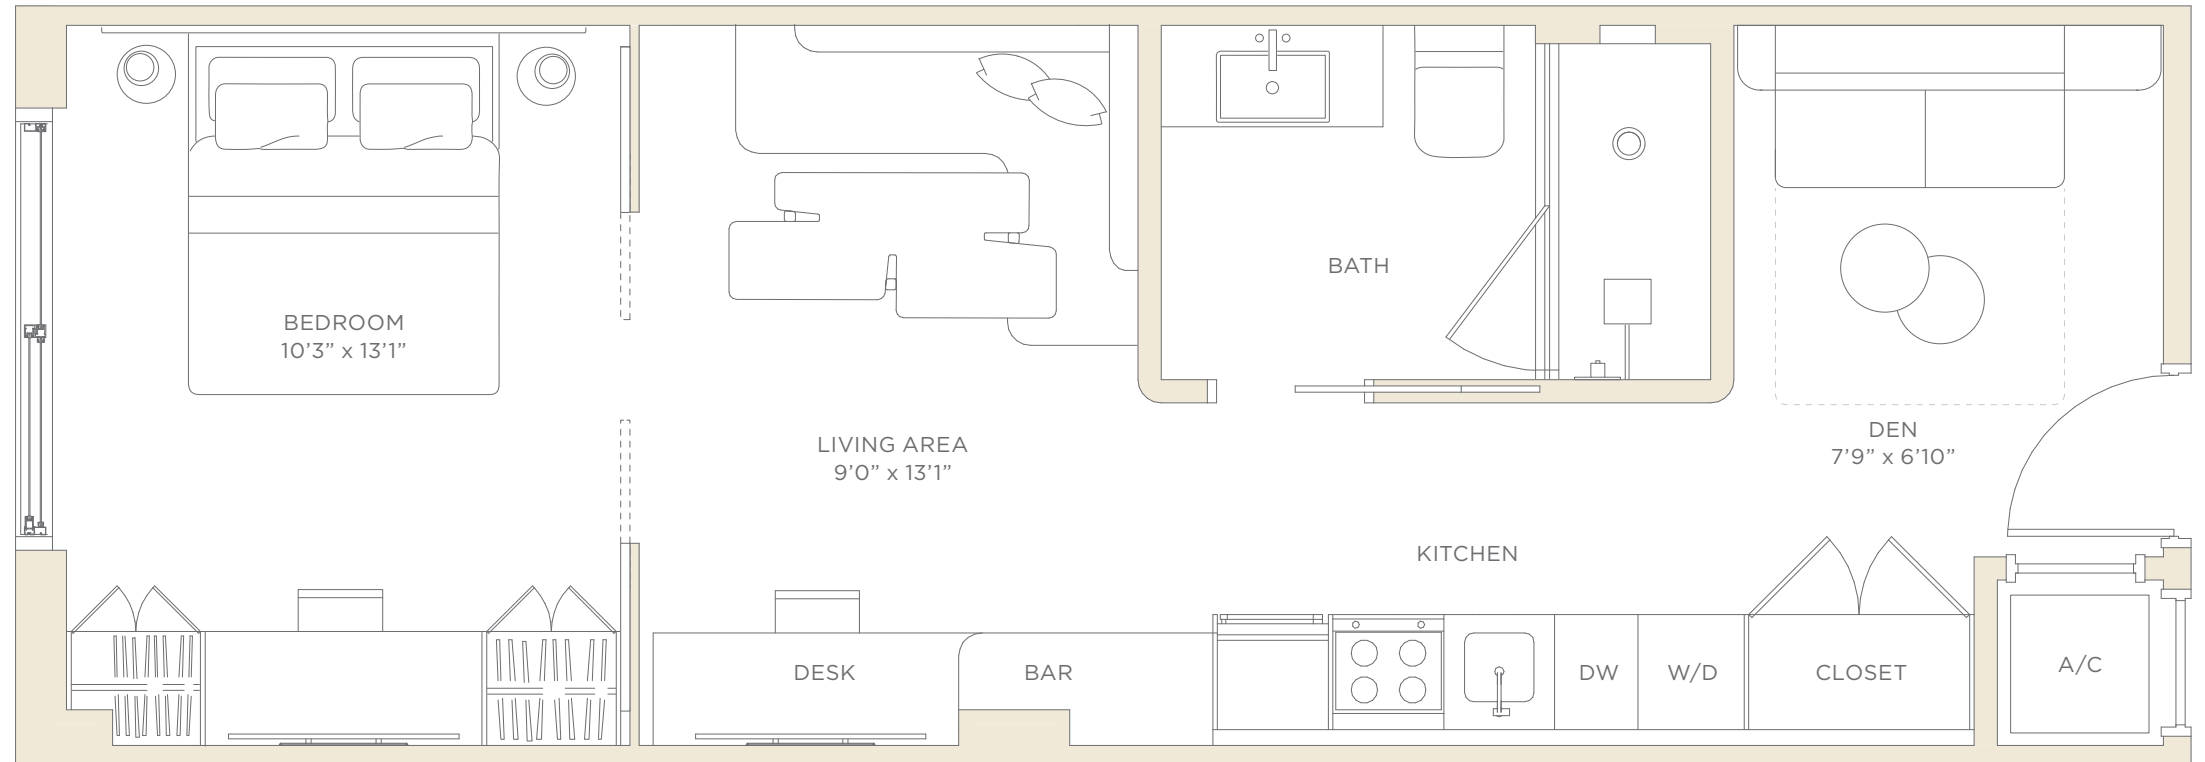 BEDROOM
10’3” x 13’1”
LIVING AREA
9’0” x 13’1”
BATH
KITCHEN
DEN
7’9” x 6’10”
DESK
BAR
DW
W/D
CLOSET
A/C